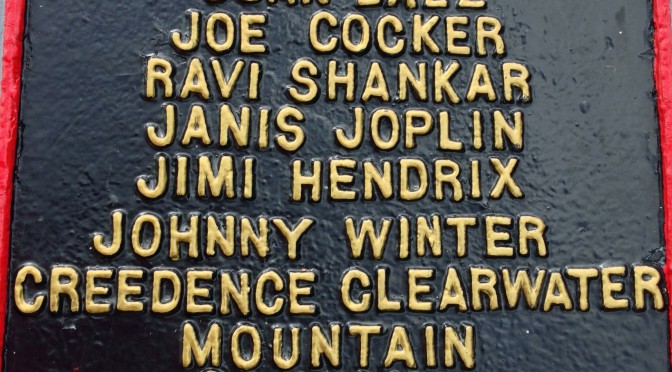 JOE COCKER
RAVI SHANKAR
JANIS JOPLIN
JIMI HENDRIX
JOHNNY WINTER
CREEDENCE CLEARWATER
MOUNTAIN